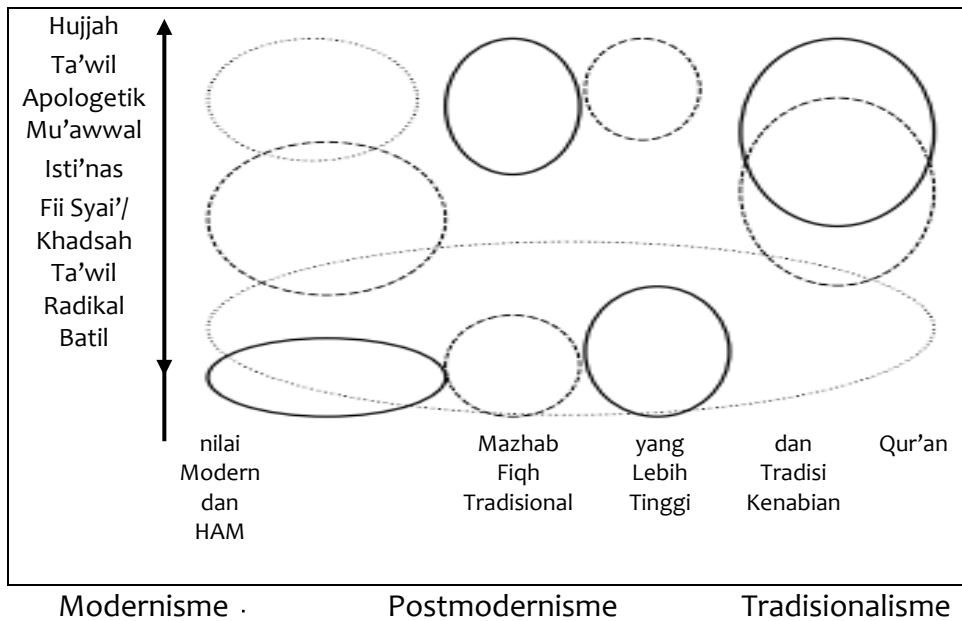 Hujjah
Ta'wil
Apologetik
Mu'awwal
Isti'nas
Fii Syai'/
Khadsah
Ta'wil
Radikal
Batil
nilai
Modern
dan
HAM
Mazhab
Fiqh
Tradisional
yang
Lebih
Tinggi
dan
Tradisi
Kenabian
Qur'an
Modernisme .
Postmodernisme
Tradisionalisme